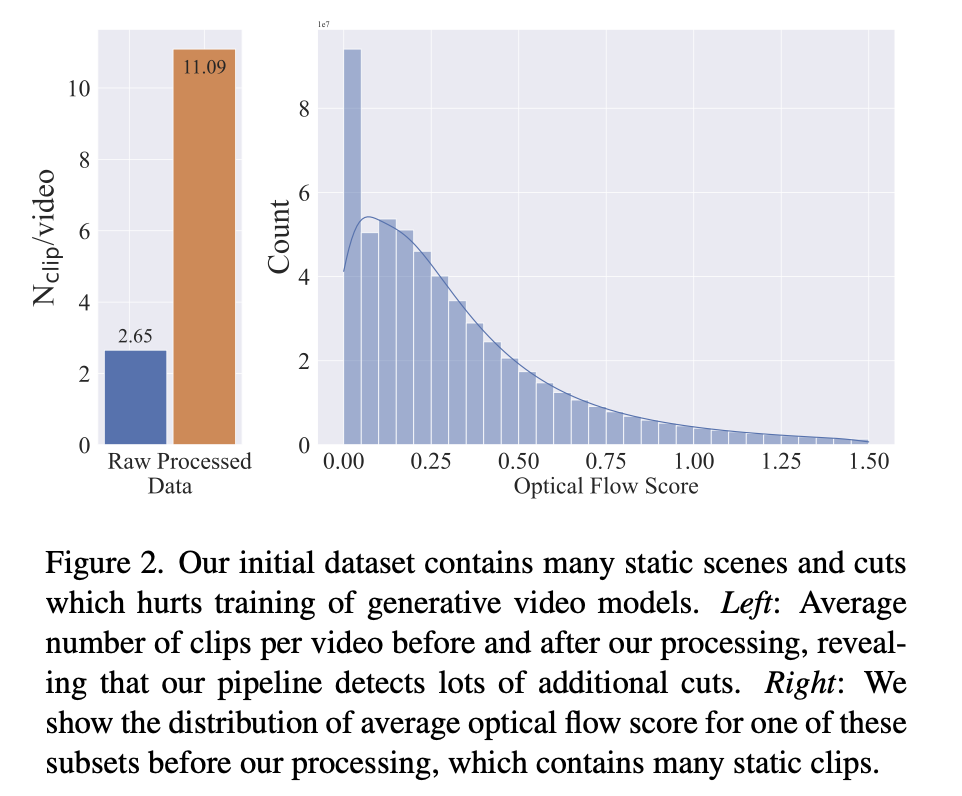 1e7
11.09
2.65
10
8
6
4
2
0
N_clip/video
Raw Processed
Data
8
6
4
2
0
Count
0.00 0.25 0.50 0.75 1.00 1.25 1.50
Optical Flow Score
Figure 2. Our initial dataset contains many static scenes and cuts
which hurts training of generative video models. Left: Average
number of clips per video before and after our processing, reveal-
ing that our pipeline detects lots of additional cuts. Right: We
show the distribution of average optical flow score for one of these
subsets before our processing, which contains many static clips.